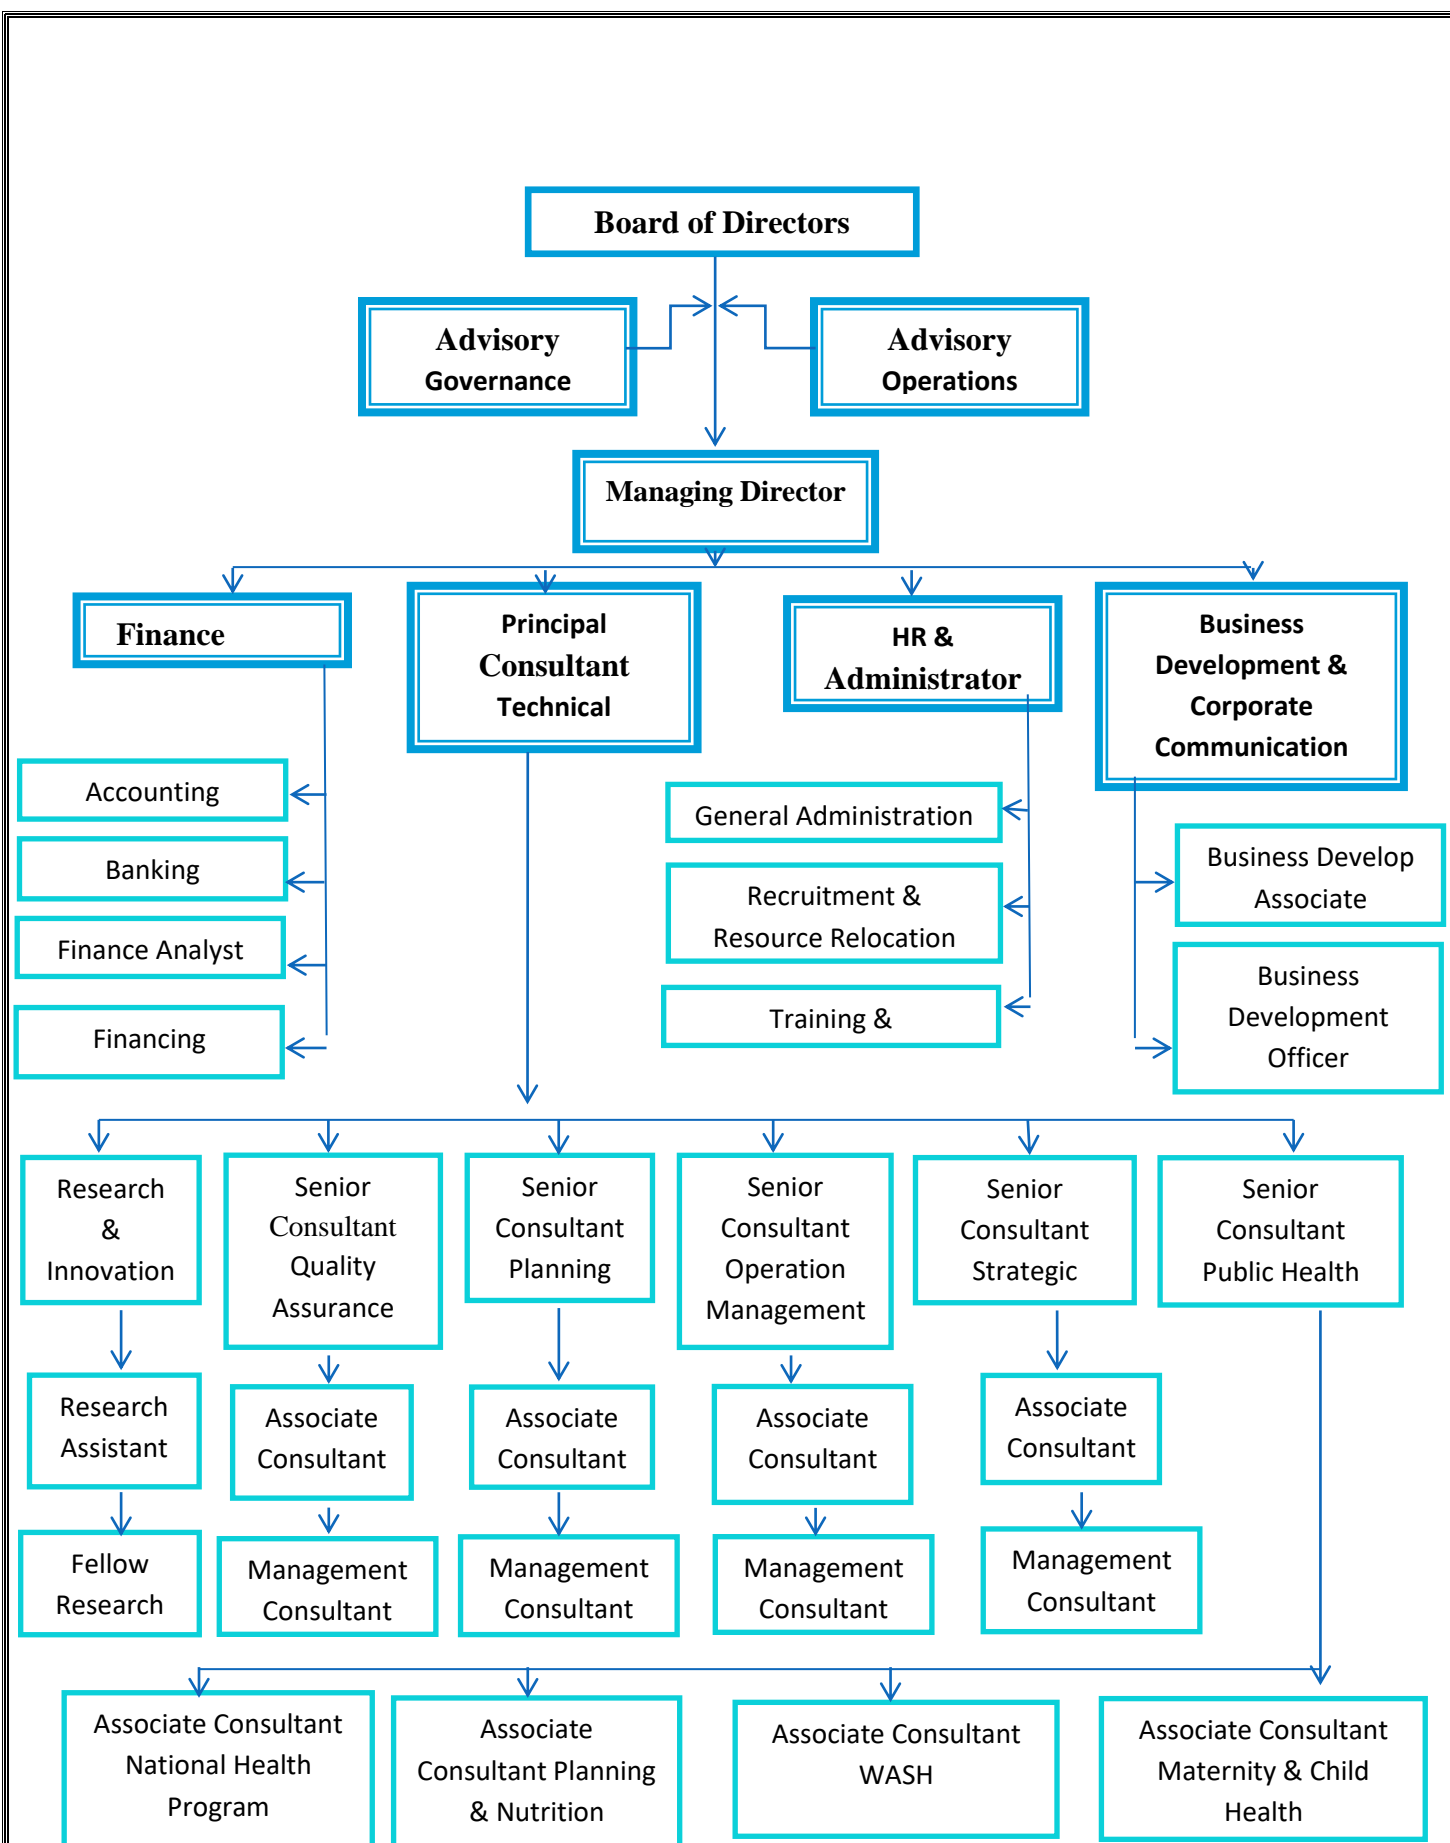 Board of Directors
Advisory
Governance
Advisory
Operations
Managing Director
Finance
Principal
Consultant
Technical
HR &
Administrator
Business
Development &
Corporate
Communication
Accounting
Banking
Finance Analyst
Financing
General Administration
Recruitment &
Resource Relocation
Training &
Business Develop
Associate
Business
Development
Officer
Research
&
Innovation
Senior
Consultant
Quality
Assurance
Senior
Consultant
Planning
Senior
Consultant
Operation
Management
Senior
Consultant
Strategic
Senior
Consultant
Public Health
Research
Assistant
Associate
Consultant
Associate
Consultant
Associate
Consultant
Associate
Consultant
Fellow
Research
Management
Consultant
Management
Consultant
Management
Consultant
Management
Consultant
Associate Consultant
National Health
Program
Associate
Consultant Planning
& Nutrition
Associate Consultant
WASH
Associate Consultant
Maternity & Child
Health